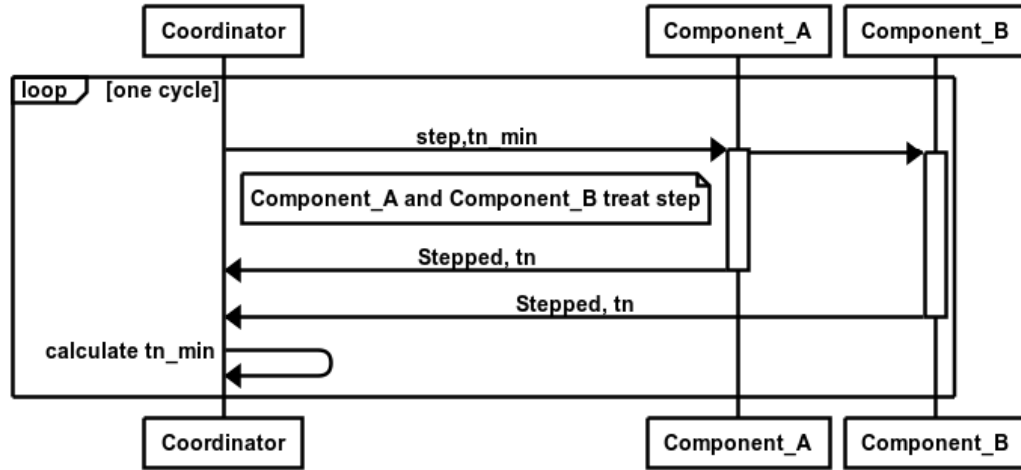 Coordinator Component_A Component_B
loop [one cycle]
step,tn_min
Component_A and Component_B treat step
Stepped, tn
Stepped, tn
calculate tn_min
Coordinator Component_A Component_B